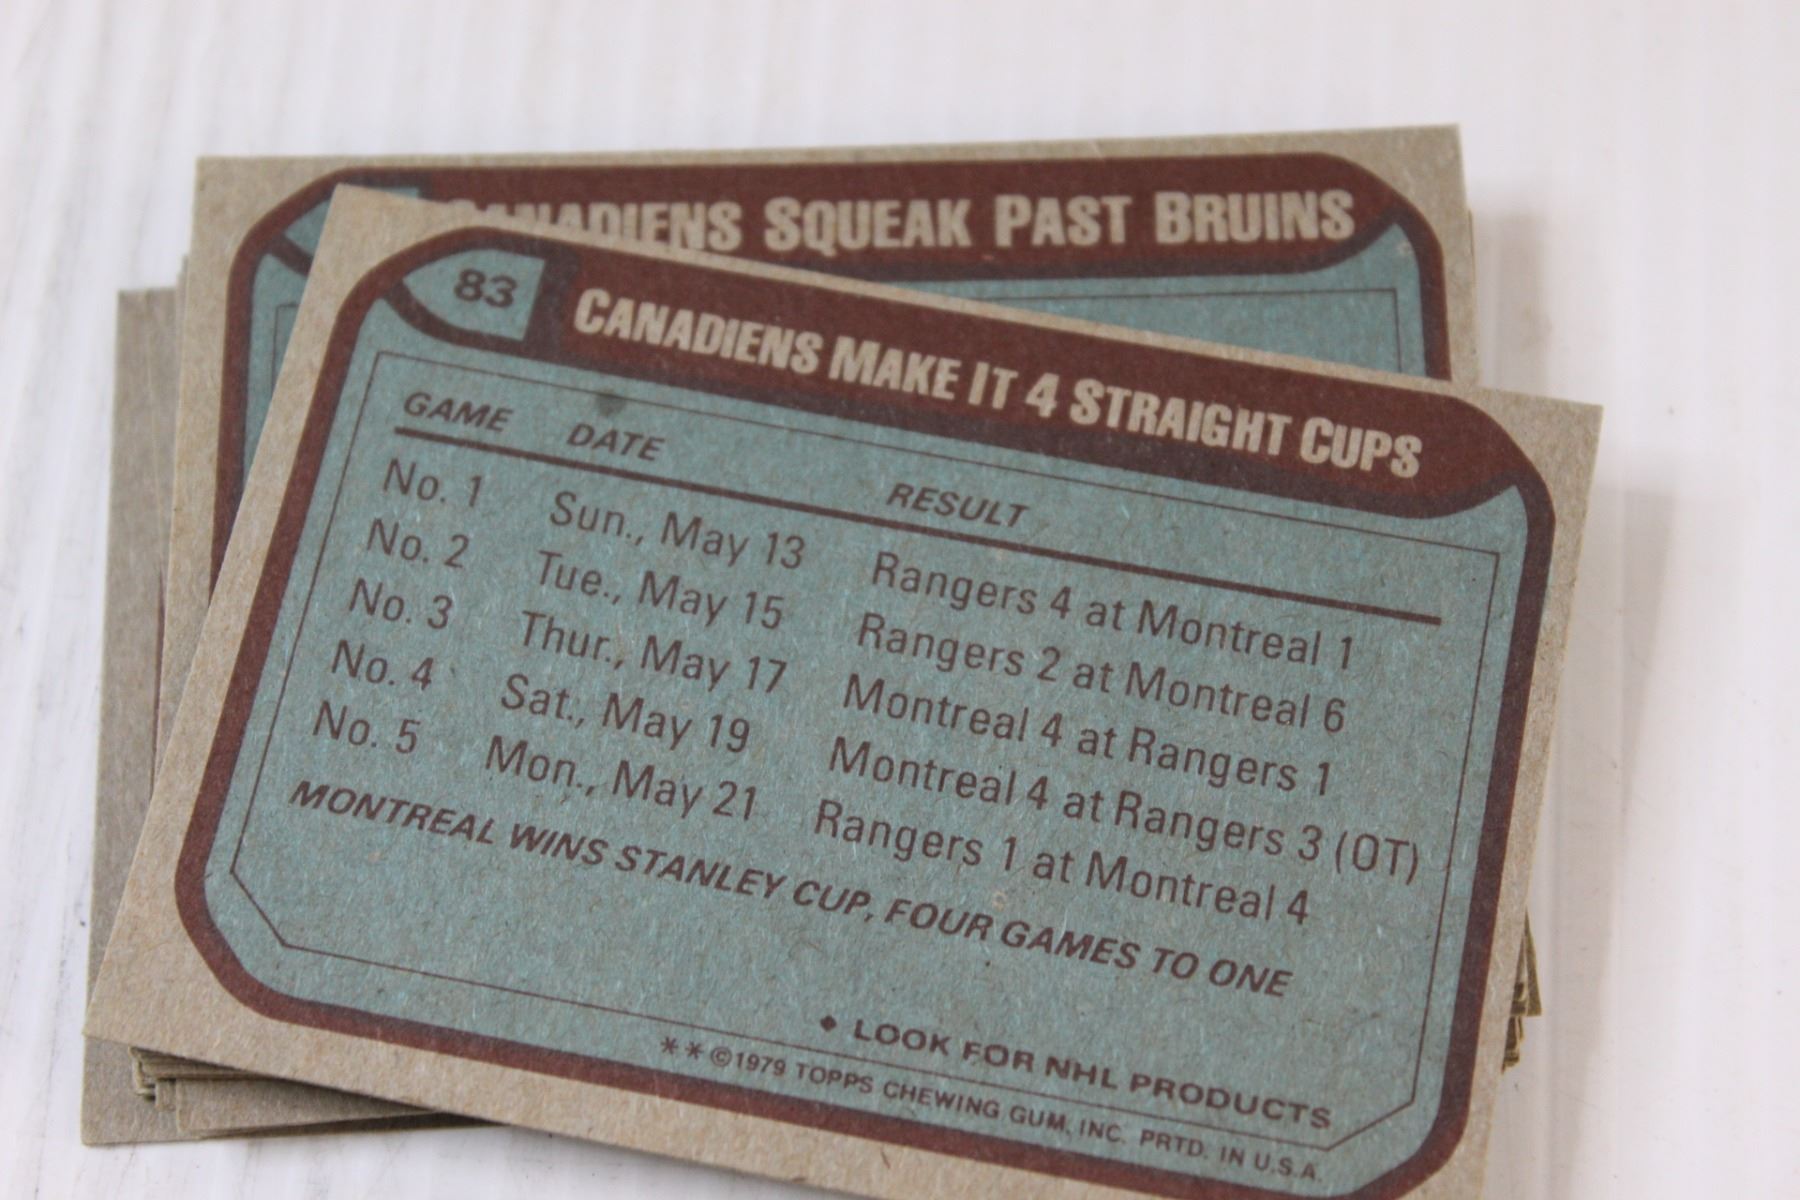 CANADIENS SQUEAK PAST BRUINS
83
CANADIENS MAKE IT 4 STRAIGHT CUPS
GAME DATE RESULT
No. 1 Sun., May 13 Rangers 4 at Montreal 1
No. 2 Tue., May 15 Rangers 2 at Montreal 6
No. 3 Thur., May 17 Montreal 4 at Rangers 1
No. 4 Sat., May 19 Montreal 4 at Rangers 3 (OT)
No. 5 Mon., May 21 Rangers 1 at Montreal 4
MONTREAL WINS STANLEY CUP, FOUR GAMES TO ONE
♦ LOOK FOR NHL PRODUCTS
**©1979 TOPPS CHEWING GUM, INC. PRTD. IN U.S.A.